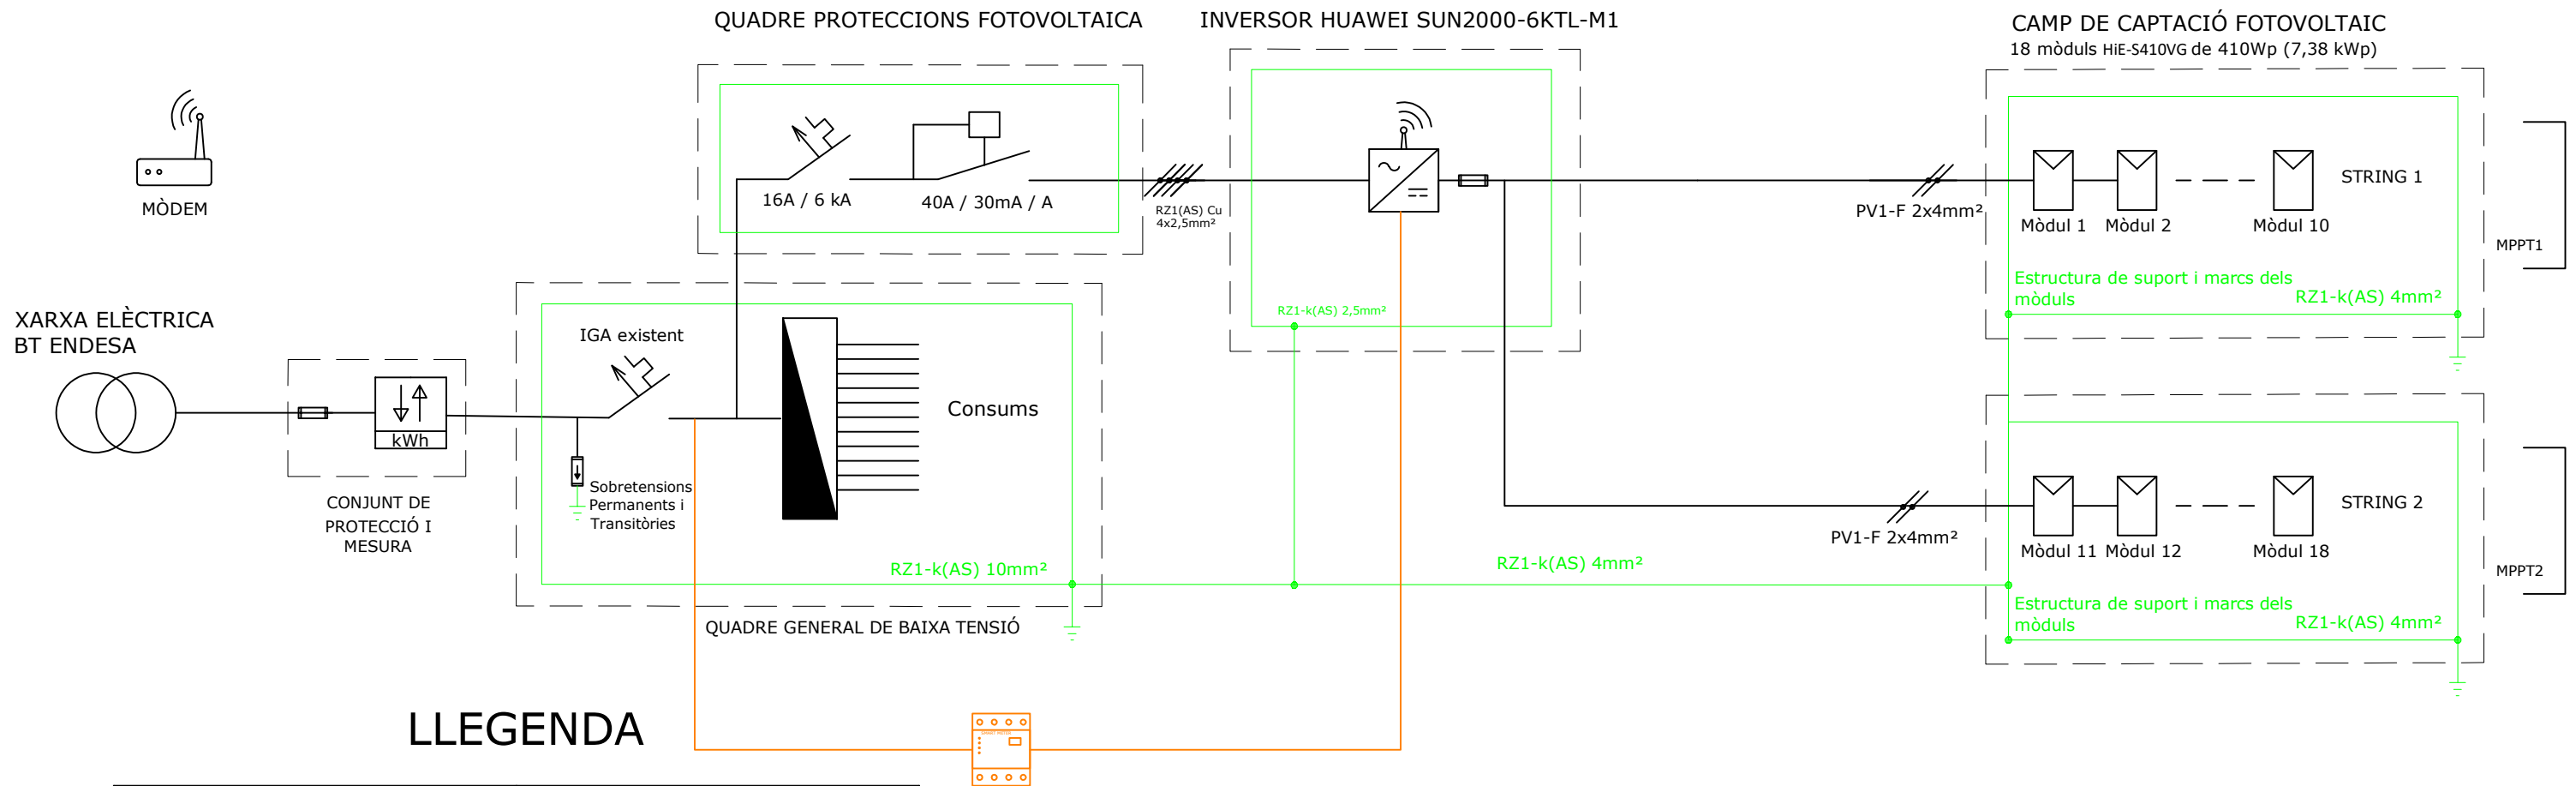 QUADRE PROTECCIONS FOTOVOLTAICA
INVERSOR HUAWEI SUN2000-6KTL-M1
CAMP DE CAPTACIÓ FOTOVOLTAIC
18 mòduls HiE-S410VG de 410Wp (7,38 kWp)
MÒDEM
16A / 6 kA
40A / 30mA / A
RZ1(AS) Cu
4x2,5mm²
PV1-F 2x4mm²
Mòdul 1
Mòdul 2
Mòdul 10
STRING 1
MPPT1
Estructura de suport i marcs dels
mòduls
RZ1-k(AS) 4mm²
RZ1-k(AS) 2,5mm²
XARXA ELÈCTRICA
BT ENDESA
IGA existent
kWh
Consums
CONJUNT DE
PROTECCIÓ I
MESURA
Sobretensions
Permanents i
Transitòries
RZ1-k(AS) 10mm²
QUADRE GENERAL DE BAIXA TENSIÓ
RZ1-k(AS) 4mm²
PV1-F 2x4mm²
Mòdul 11
Mòdul 12
Mòdul 18
STRING 2
MPPT2
Estructura de suport i marcs dels
mòduls
RZ1-k(AS) 4mm²
LLEGENDA